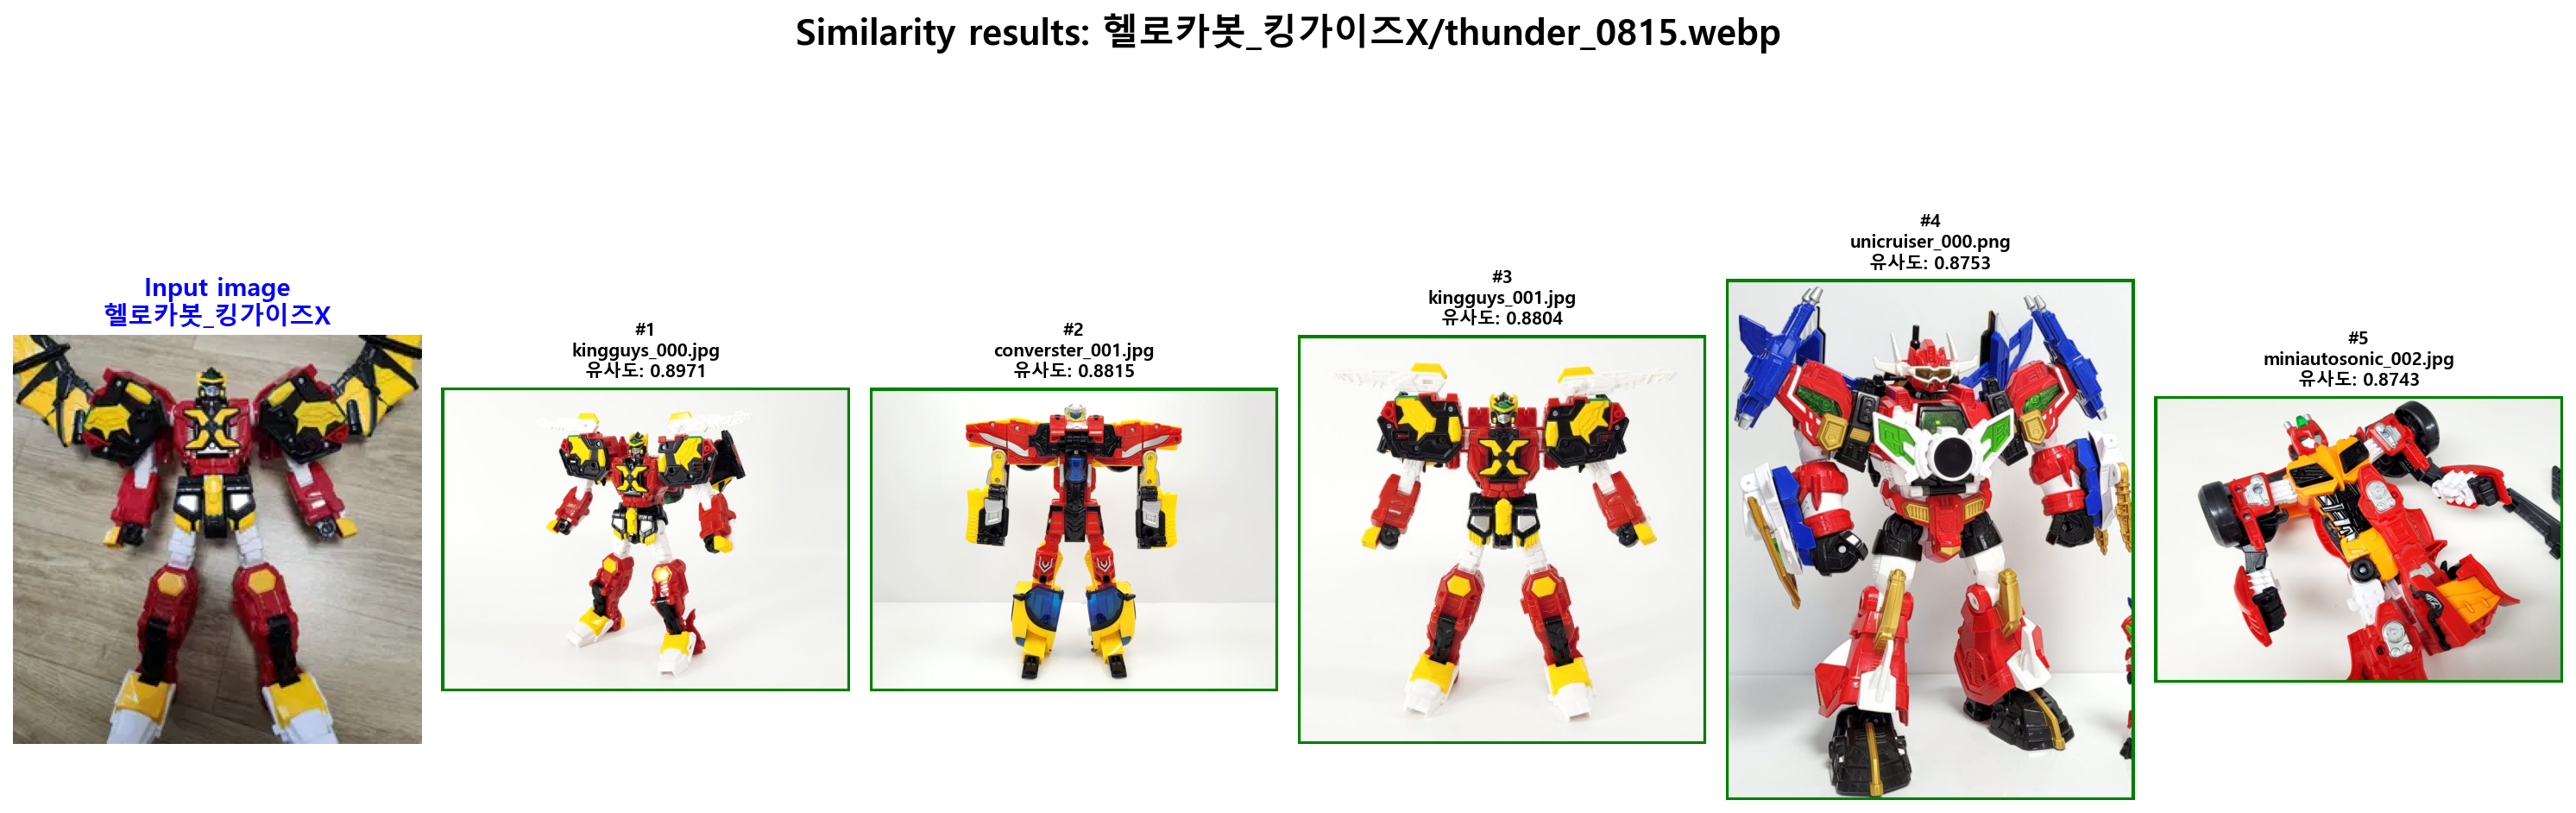 Similarity results: 헬로카봇_킹가이즈X/thunder_0815.webp
Input image
헬로카봇_킹가이즈X
#1
kingguys_000.jpg
유사도: 0.8971
#2
converster_001.jpg
유사도: 0.8815
#3
kingguys_001.jpg
유사도: 0.8804
#4
unicruiser_000.png
유사도: 0.8753
#5
miniautosonic_002.jpg
유사도: 0.8743